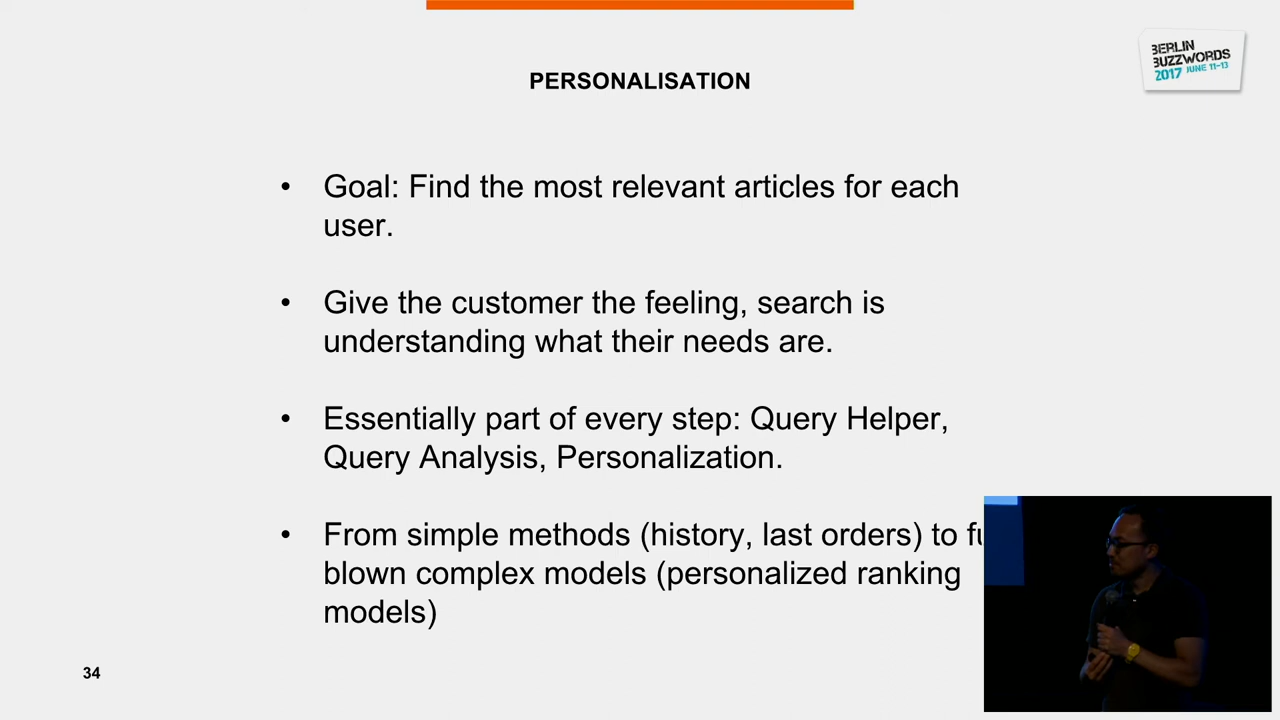 BERLIN
BUZZWORDS
2017 JUNE 11-13
PERSONALISATION
• Goal: Find the most relevant articles for each
user.
• Give the customer the feeling, search is
understanding what their needs are.
• Essentially part of every step: Query Helper,
Query Analysis, Personalization.
• From simple methods (history, last orders) to
blown complex models (personalized ranking
models)
34